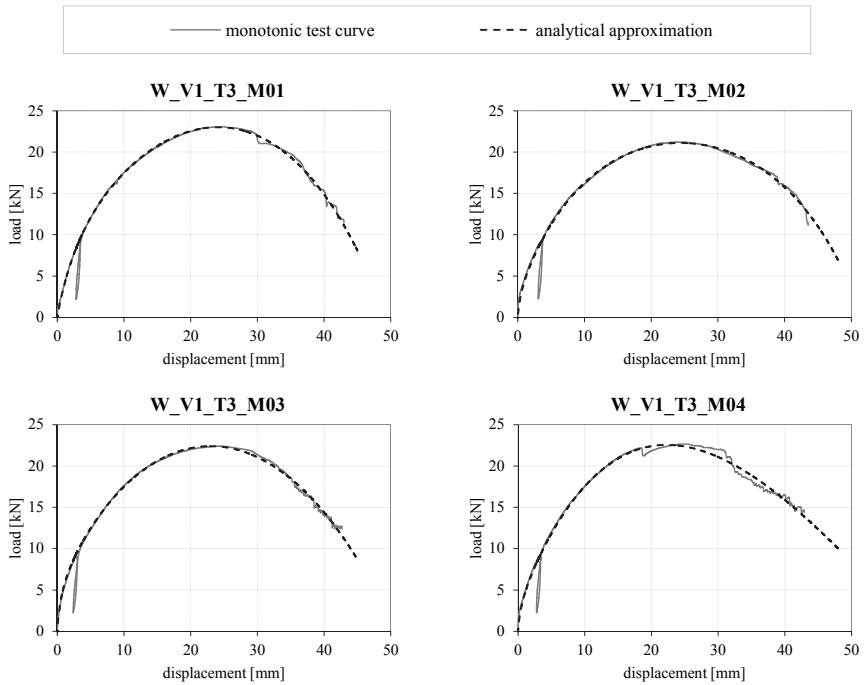 monotonic test curve analytical approximation
W_V1_T3_M01
25
20
15
10
5
0
load [kN]
0 10 20 30 40 50
displacement [mm]
W_V1_T3_M02
25
20
15
10
5
0
load [kN]
0 10 20 30 40 50
displacement [mm]
W_V1_T3_M03
25
20
15
10
5
0
load [kN]
0 10 20 30 40 50
displacement [mm]
W_V1_T3_M04
25
20
15
10
5
0
load [kN]
0 10 20 30 40 50
displacement [mm]